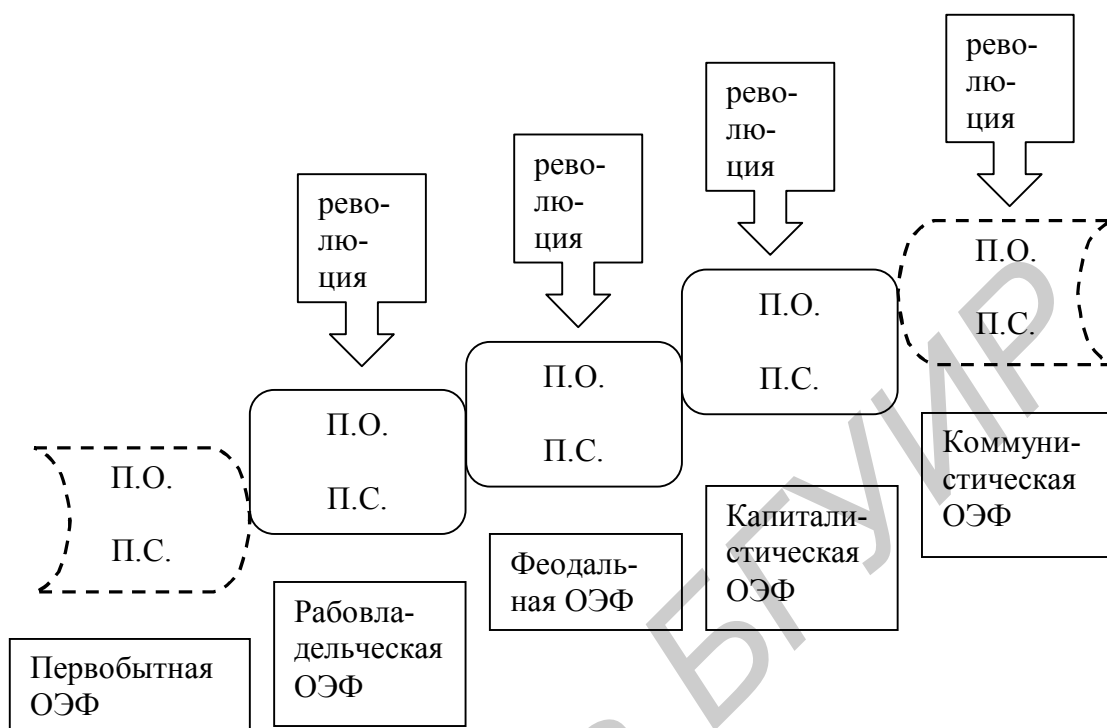 рево-
лю-
ция
рево-
лю-
ция
рево-
лю-
ция
рево-
лю-
ция
П.О.
П.С.
П.О.
П.С.
П.О.
П.С.
П.О.
П.С.
П.О.
П.С.
Первобытная
ОЭФ
Рабовла-
дельческая
ОЭФ
Феодаль-
ная ОЭФ
Капитали-
стическая
ОЭФ
Коммуни-
стическая
ОЭФ
БГУИР